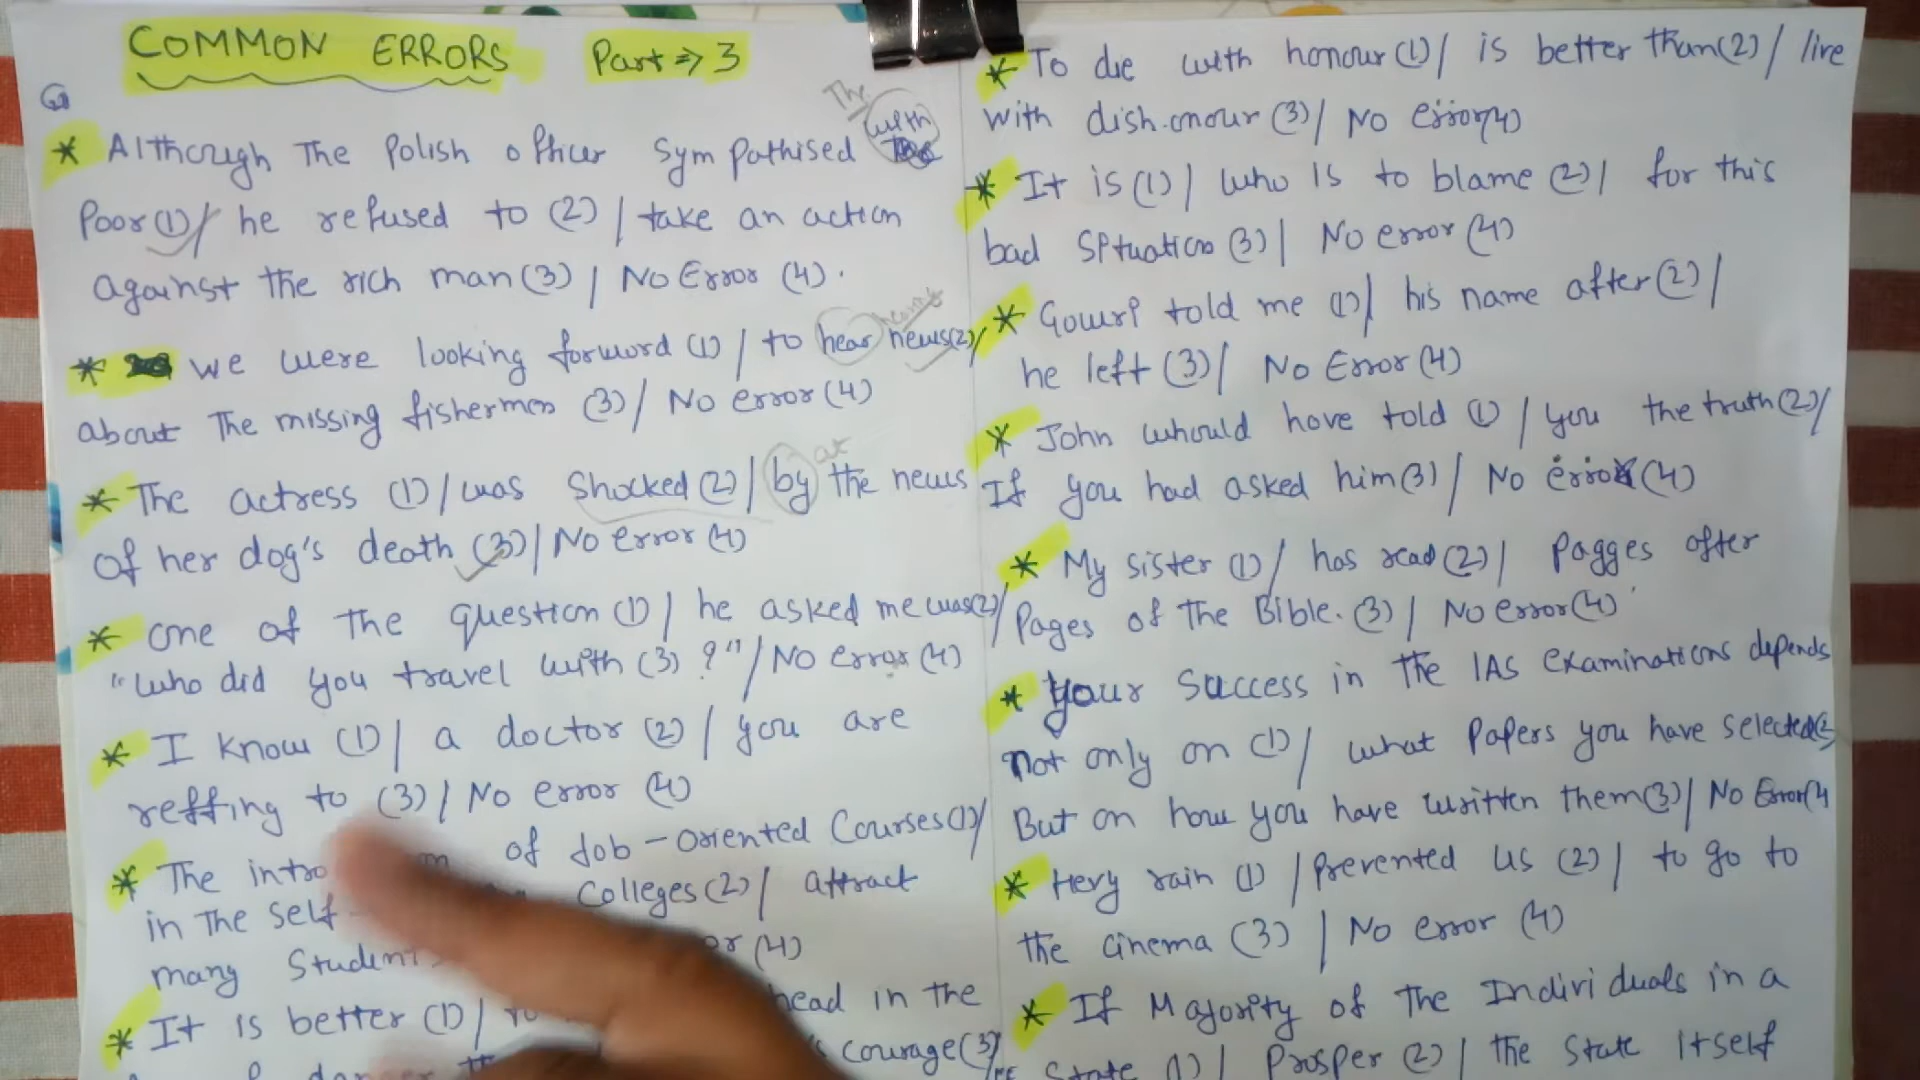 COMMON ERRORS Part ⇒ 3
Q
* Although The Polish officer Sympathised with
The
Poor (1) / he refused to (2) / take an action
against the rich man (3) / No Error (4).
* we were looking forword (1) / to hear news (2) /
hearing
about The missing fishermen (3) / No error (4)
* The actress (1) / was Shocked (2) / by the news
at
of her dog's death (3) / No error (4)
* one of the question (1) / he asked me was (2) /
"who did you travel with (3) ?" / No error (4)
* I know (1) / a doctor (2) / you are
reffing to (3) / No error (4)
* The intro of Job-oriented Courses (1) /
in The Self- Colleges (2) / attract
many Students (4)
* It is better (1) / to head in the
courage (3)
* To die with honour (1) / is better than (2) / live
with dish.onour (3) / No error (4)
* It is (1) / who is to blame (2) / for this
bad Situation (3) / No error (4)
* Gowri told me (1) / his name after (2) /
he left (3) / No Error (4)
* John whould have told (1) / you the truth (2) /
If you had asked him (3) / No error (4)
* My sister (1) / has read (2) / Pagges after
Pages of The Bible. (3) / No error (4)
* Your Success in The IAS examinations depends
not only on (1) / what Papers you have selected (2)
But on how you have written them (3) / No Error (4
* Hevy rain (1) / Prevented us (2) / to go to
the cinema (3) / No error (4)
* If Majority of The Individuals in a
State (1) / Prosper (2) / the State itself